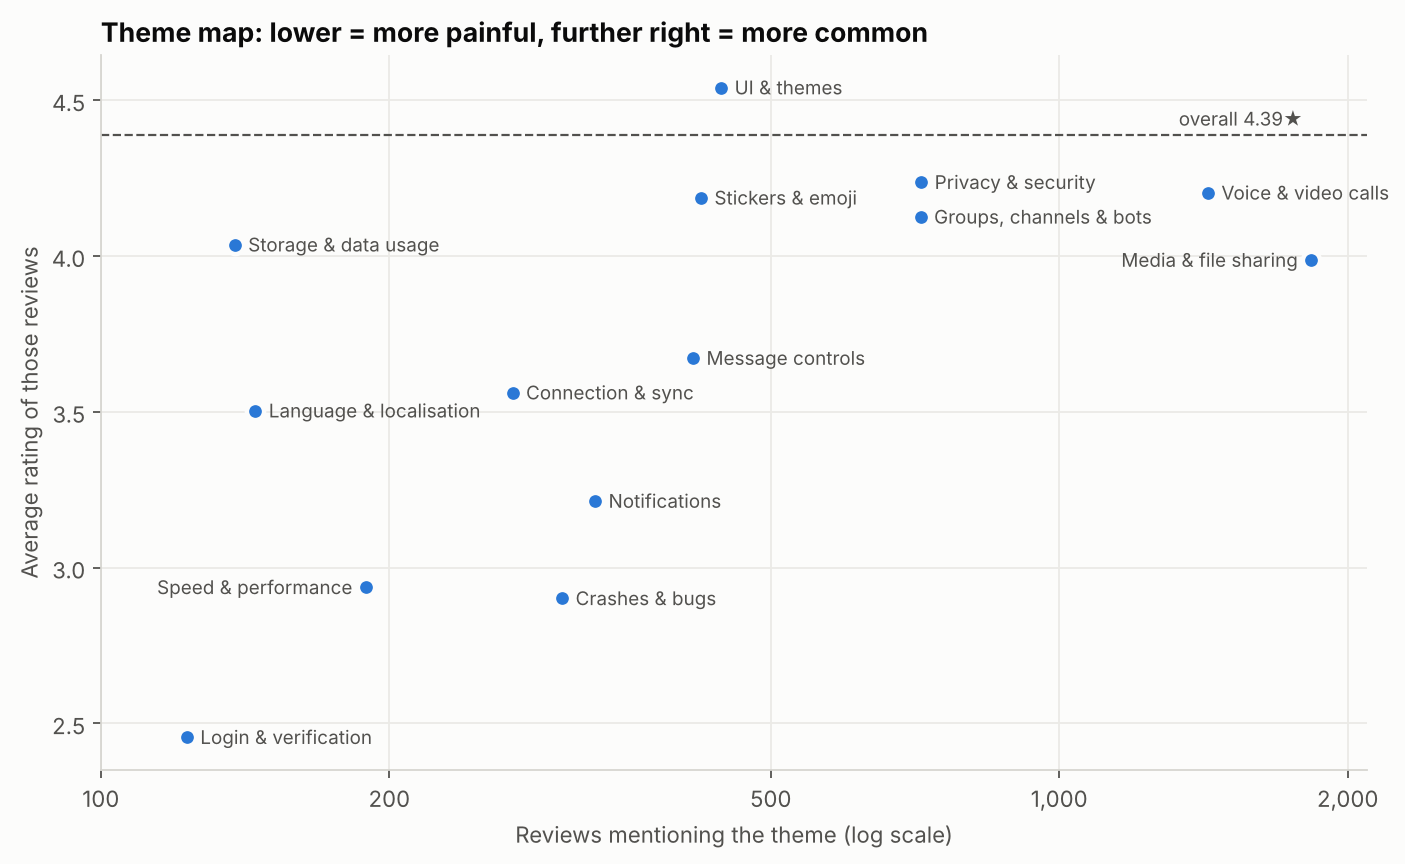 Theme map: lower = more painful, further right = more common
UI & themes
4.5
overall 4.39★
Privacy & security
Voice & video calls
Stickers & emoji
Groups, channels & bots
Storage & data usage
4.0
Media & file sharing
Message controls
Connection & sync
Language & localisation
3.5
Notifications
3.0
Speed & performance
Crashes & bugs
2.5
Login & verification
Average rating of those reviews
100
200
500
1,000
2,000
Reviews mentioning the theme (log scale)